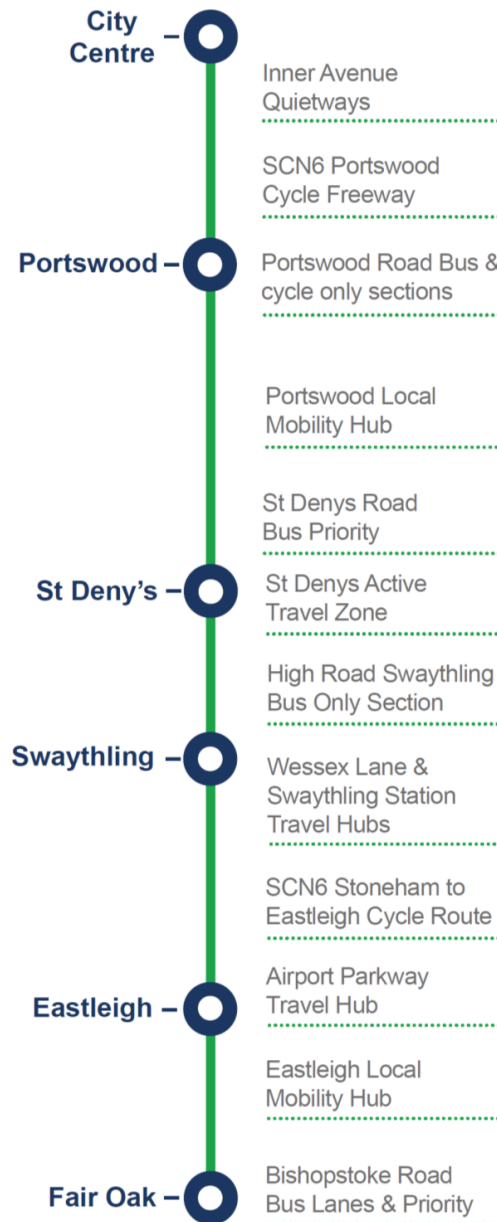 City
Centre
Inner Avenue
Quietways
SCN6 Portswood
Cycle Freeway
Portswood
Portswood Road Bus &
cycle only sections
Portswood Local
Mobility Hub
St Denys Road
Bus Priority
St Deny's
St Denys Active
Travel Zone
High Road Swaythling
Bus Only Section
Swaythling
Wessex Lane &
Swaythling Station
Travel Hubs
SCN6 Stoneham to
Eastleigh Cycle Route
Eastleigh
Airport Parkway
Travel Hub
Eastleigh Local
Mobility Hub
Fair Oak
Bishopstoke Road
Bus Lanes & Priority